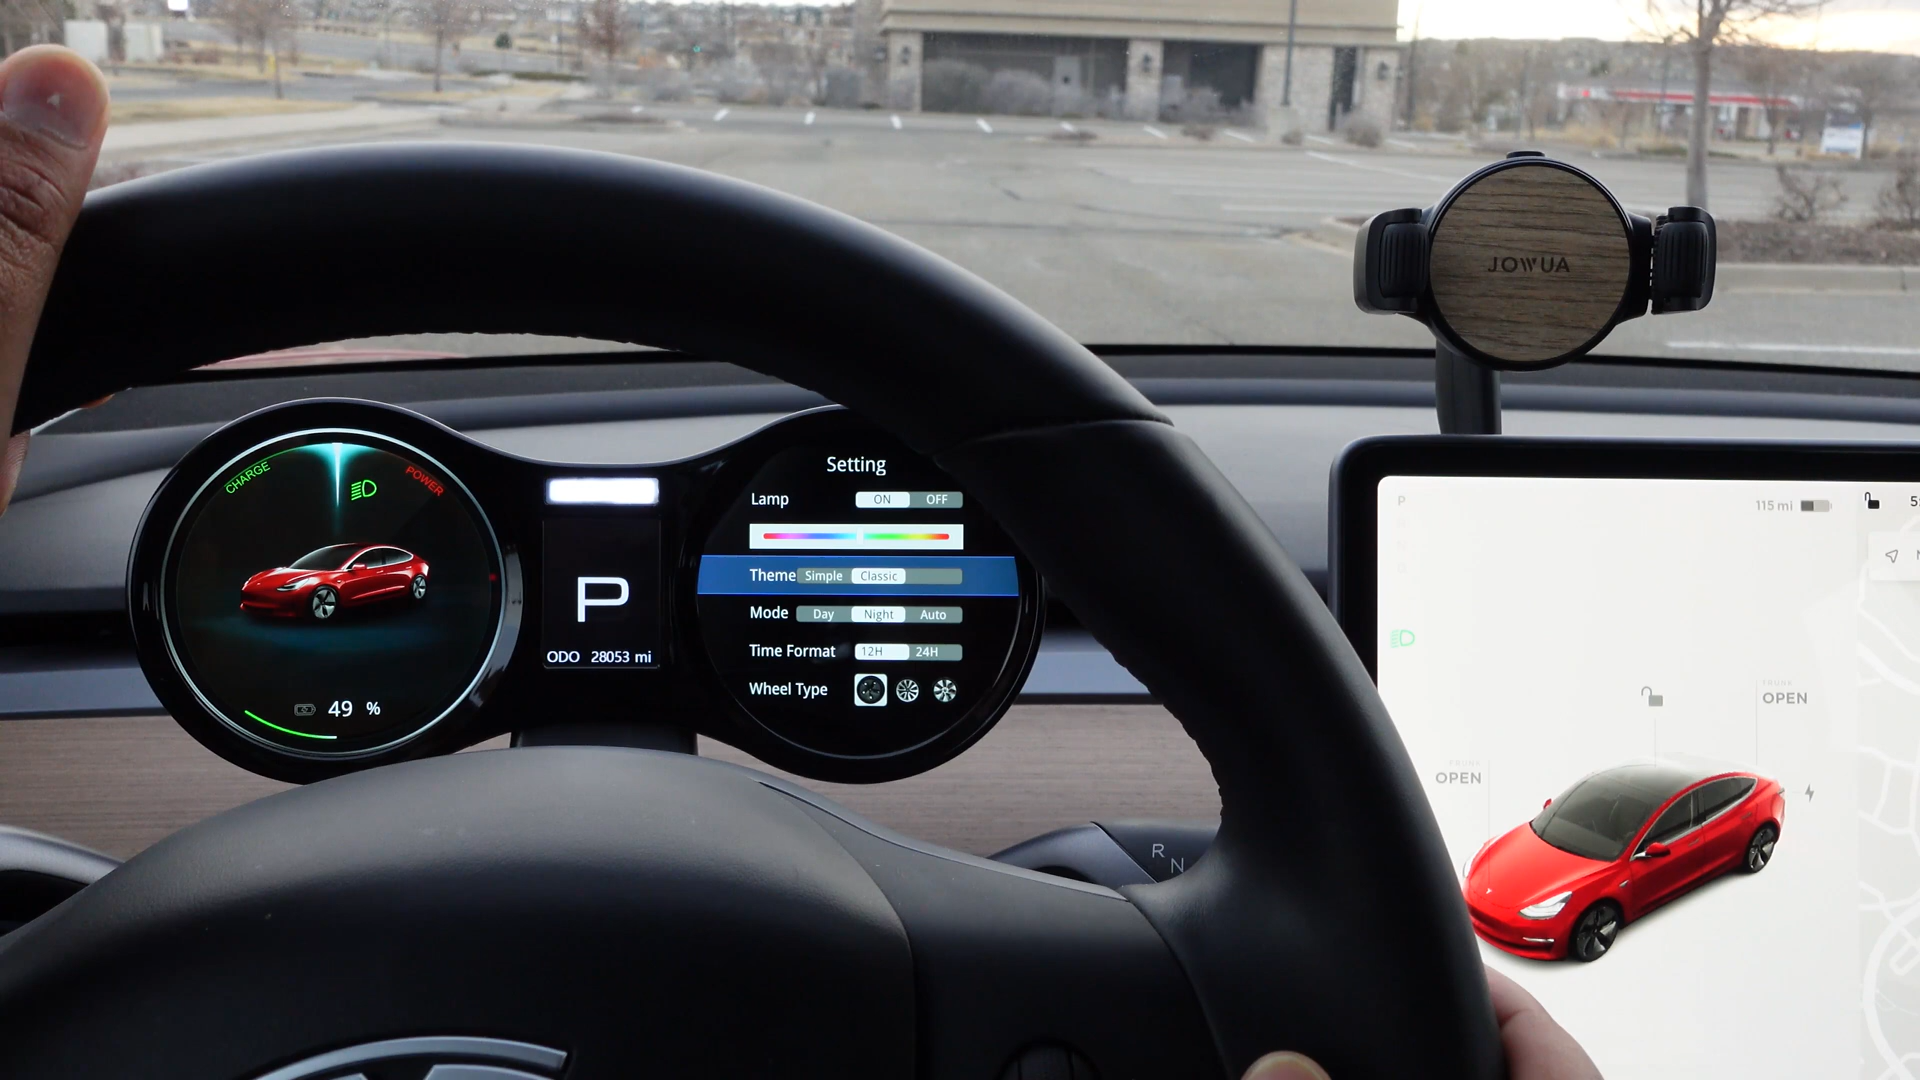 JOWUA
CHARGE
POWER
49 %
P
ODO 28053 mi
Setting
Lamp ON OFF
Theme Simple Classic
Mode Day Night Auto
Time Format 12H 24H
Wheel Type
R
N
P
115 mi
TRUNK
OPEN
OPEN